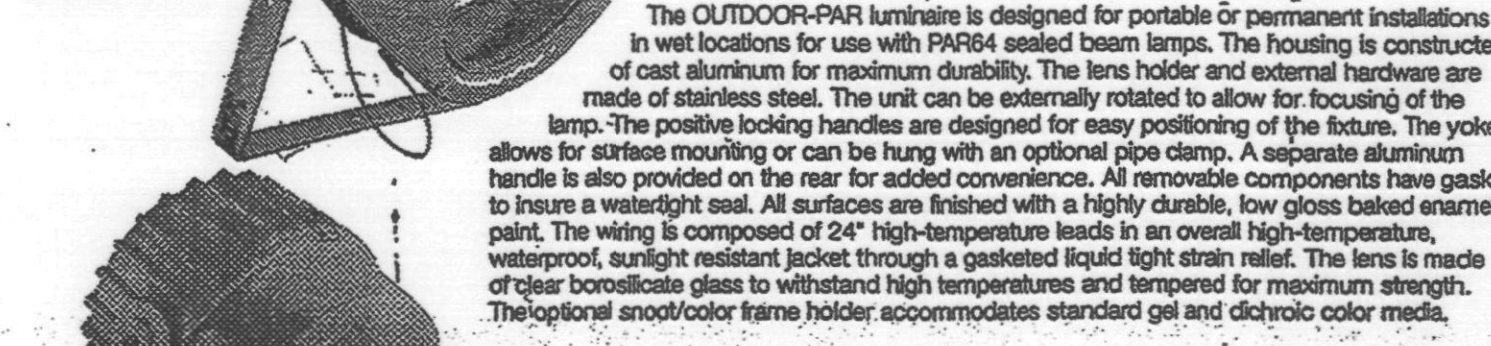 The OUTDOOR-PAR luminaire is designed for portable or permanent installations
in wet locations for use with PAR64 sealed beam lamps. The housing is constructe
of cast aluminum for maximum durability. The lens holder and external hardware are
made of stainless steel. The unit can be externally rotated to allow for focusing of the
lamp. The positive locking handles are designed for easy positioning of the fixture. The yoke
allows for surface mounting or can be hung with an optional pipe clamp. A separate aluminum
handle is also provided on the rear for added convenience. All removable components have gask
to insure a watertight seal. All surfaces are finished with a highly durable, low gloss baked ename
paint. The wiring is composed of 24" high-temperature leads in an overall high-temperature,
waterproof, sunlight resistant jacket through a gasketed liquid tight strain relief. The lens is made
of clear borosilicate glass to withstand high temperatures and tempered for maximum strength.
The optional snoot/color frame holder accommodates standard gel and dichroic color media.